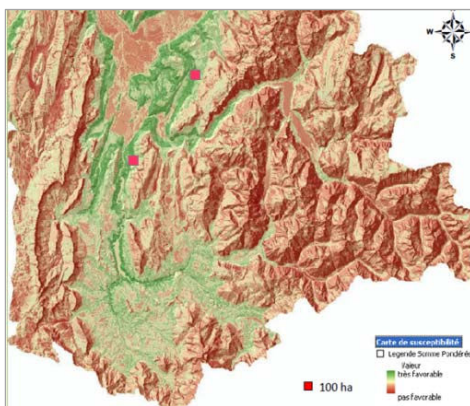 W
S
Carte de susceptibilité
Legende Somme Pondérée
Valeur
très favorable
pas favorable
100 ha